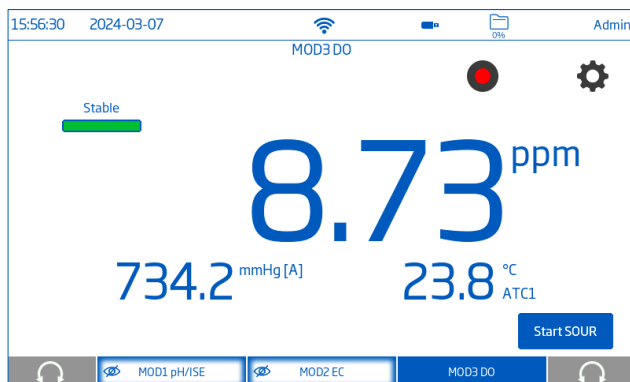 15:56:30 2024-03-07 0% Admin
MOD3 DO
Stable
8.73 ppm
734.2 mmHg [A] 23.8 °C ATC1
Start SOUR
MOD1 pH/ISE MOD2 EC MOD3 DO